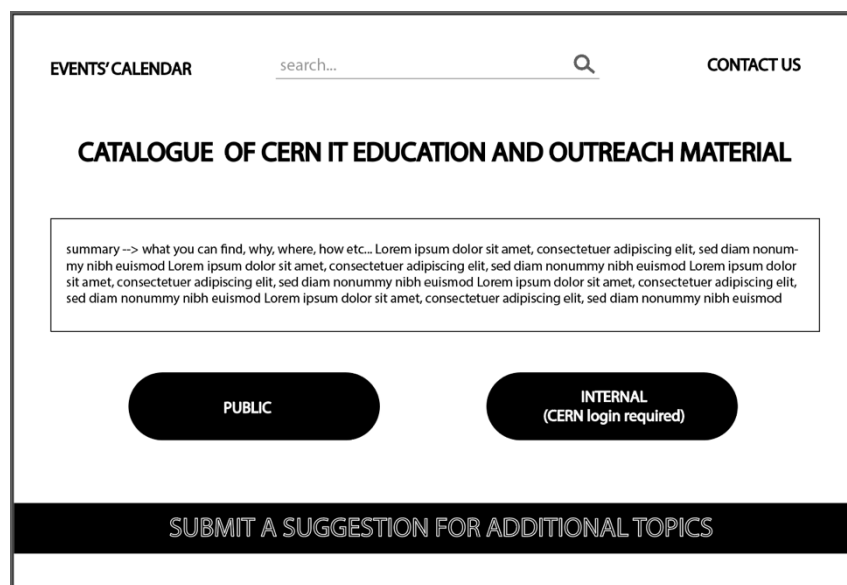 EVENTS' CALENDAR
search...
CONTACT US
CATALOGUE OF CERN IT EDUCATION AND OUTREACH MATERIAL
summary --> what you can find, why, where, how etc... Lorem ipsum dolor sit amet, consectetuer adipiscing elit, sed diam nonum-
my nibh euismod Lorem ipsum dolor sit amet, consectetuer adipiscing elit, sed diam nonummy nibh euismod Lorem ipsum dolor
sit amet, consectetuer adipiscing elit, sed diam nonummy nibh euismod Lorem ipsum dolor sit amet, consectetuer adipiscing elit,
sed diam nonummy nibh euismod Lorem ipsum dolor sit amet, consectetuer adipiscing elit, sed diam nonummy nibh euismod
PUBLIC
INTERNAL
(CERN login required)
SUBMIT A SUGGESTION FOR ADDITIONAL TOPICS